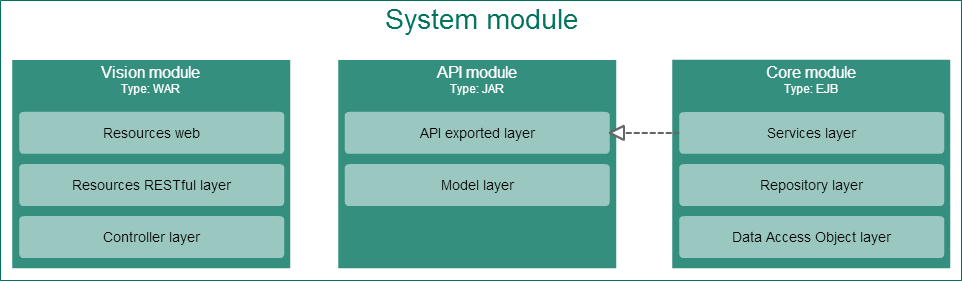 System module
Vision module
Type: WAR
Resources web
Resources RESTful layer
Controller layer
API module
Type: JAR
API exported layer
Model layer
Core module
Type: EJB
Services layer
Repository layer
Data Access Object layer